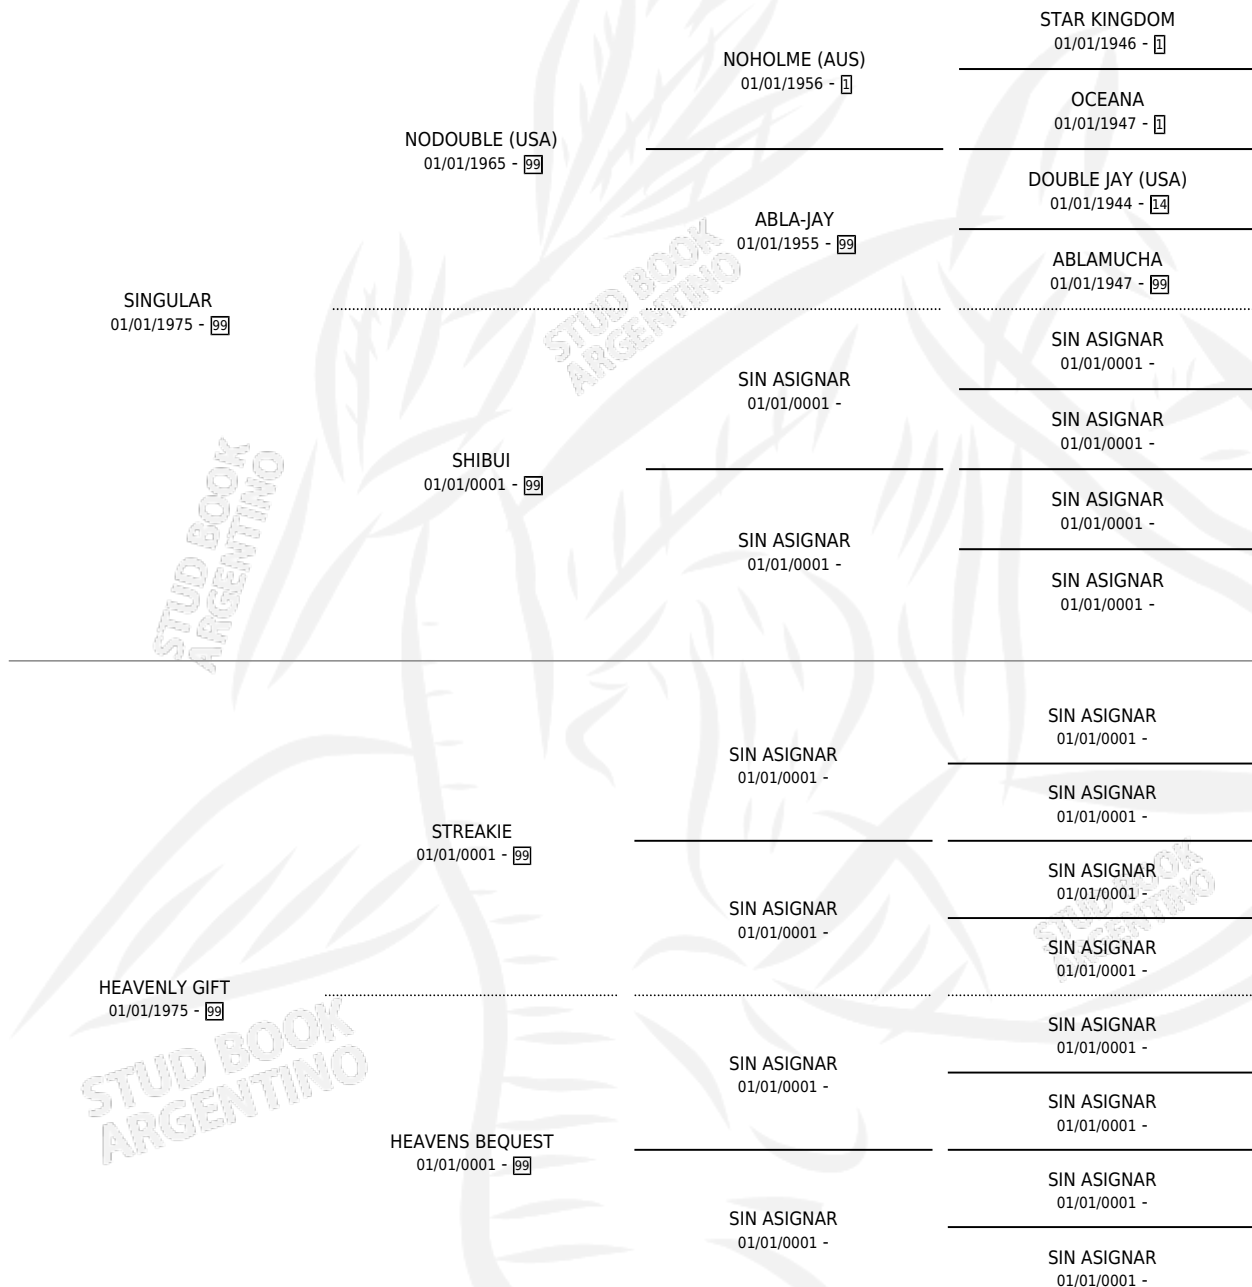 STAR KINGDOM
01/01/1946 - 1
NOHOLME (AUS)
01/01/1956 - 1
OCEANA
01/01/1947 - 1
NODOUBLE (USA)
01/01/1965 - 99
DOUBLE JAY (USA)
01/01/1944 - 14
ABLA-JAY
01/01/1955 - 99
ABLAMUCHA
01/01/1947 - 99
SINGULAR
01/01/1975 - 99
STUD BOOK
ARGENTINO
SIN ASIGNAR
01/01/0001 -
SIN ASIGNAR
01/01/0001 -
SIN ASIGNAR
01/01/0001 -
SHIBUI
01/01/0001 - 99
SIN ASIGNAR
01/01/0001 -
SIN ASIGNAR
01/01/0001 -
SIN ASIGNAR
01/01/0001 -
STUD BOOK
ARGENTINO
SIN ASIGNAR
01/01/0001 -
SIN ASIGNAR
01/01/0001 -
SIN ASIGNAR
01/01/0001 -
STREAKIE
01/01/0001 - 99
SIN ASIGNAR
01/01/0001 -
SIN ASIGNAR
01/01/0001 -
SIN ASIGNAR
01/01/0001 -
STUD BOOK
ARGENTINO
HEAVENLY GIFT
01/01/1975 - 99
SIN ASIGNAR
01/01/0001 -
SIN ASIGNAR
01/01/0001 -
SIN ASIGNAR
01/01/0001 -
STUD BOOK
ARGENTINO
HEAVENS BEQUEST
01/01/0001 - 99
SIN ASIGNAR
01/01/0001 -
SIN ASIGNAR
01/01/0001 -
SIN ASIGNAR
01/01/0001 -